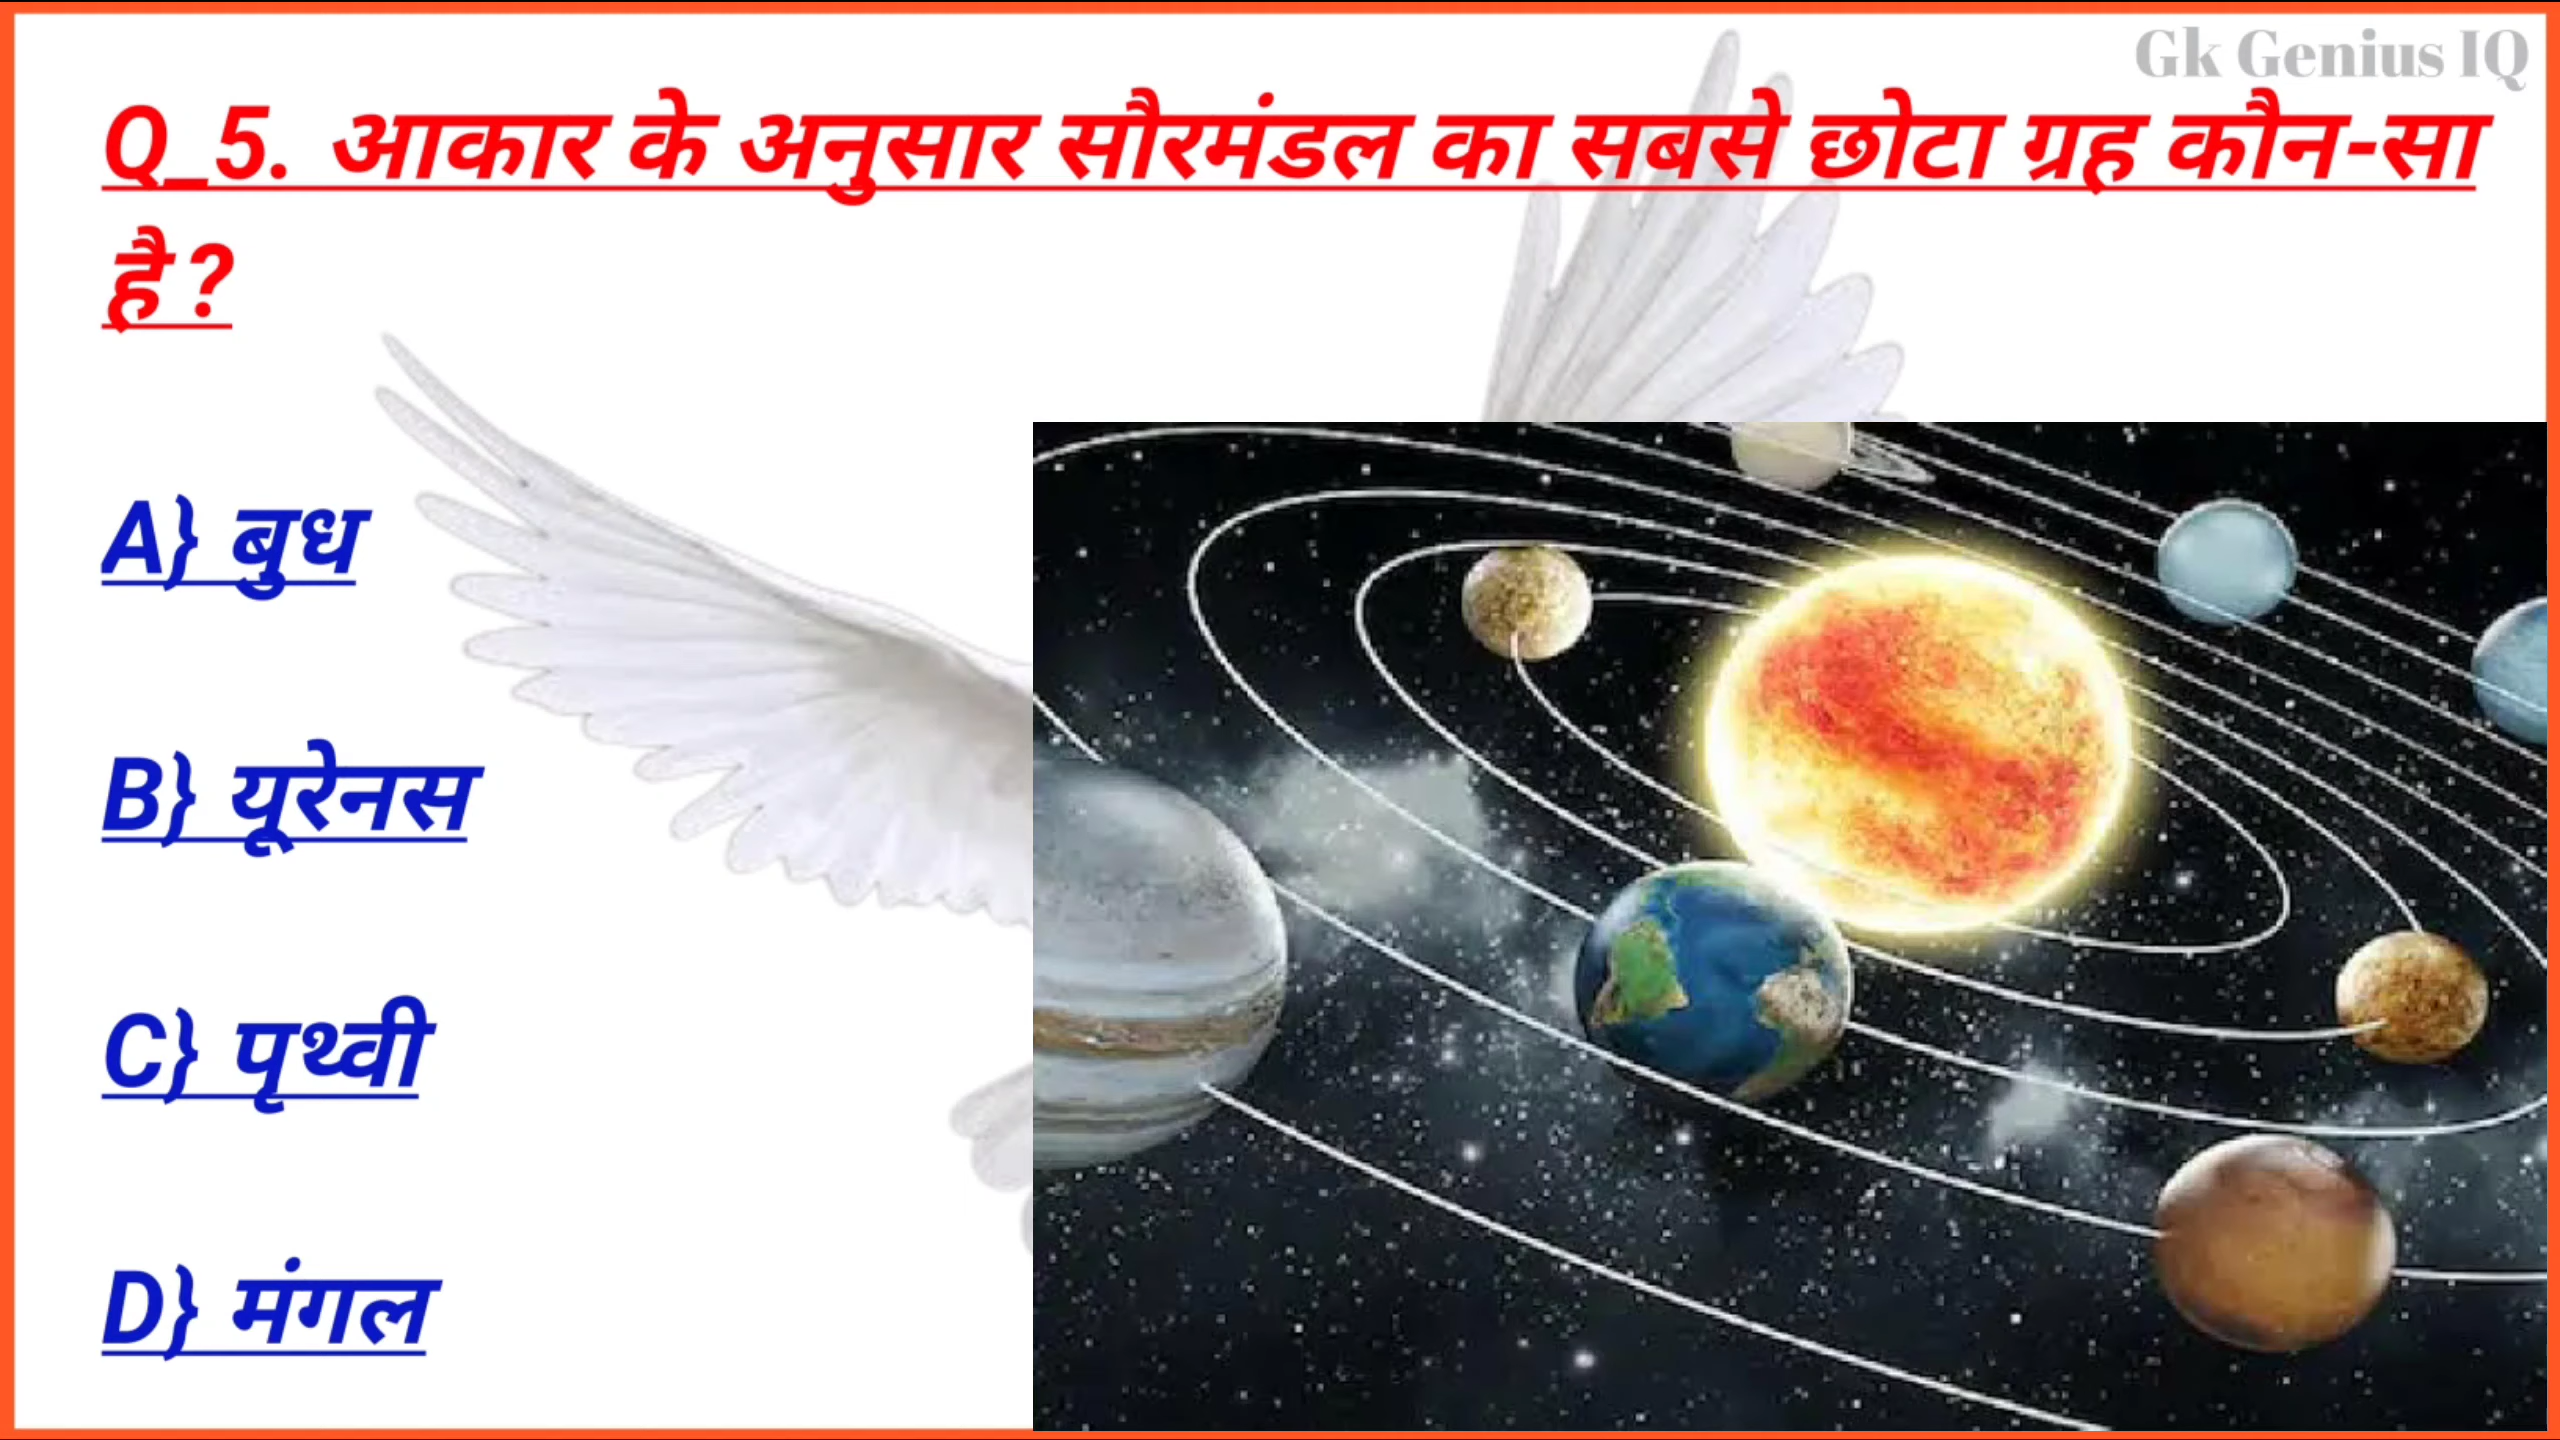 Gk Genius IQ
Q_5. आकार के अनुसार सौरमंडल का सबसे छोटा ग्रह कौन-सा
है ?
A} बुध
B} यूरेनस
C} पृथ्वी
D} मंगल